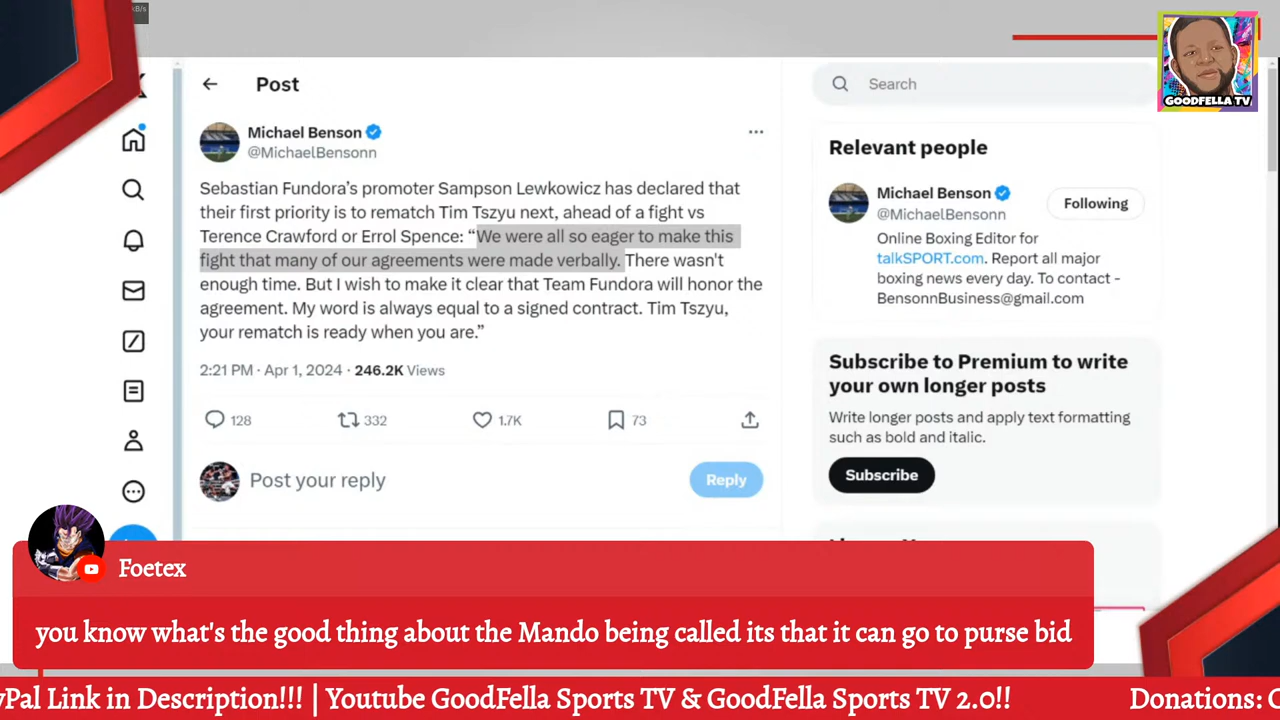 kB/s
GOODFELLA TV
Post
Search
Michael Benson
@MichaelBensonn
Sebastian Fundora’s promoter Sampson Lewkowicz has declared that
their first priority is to rematch Tim Tszyu next, ahead of a fight vs
Terence Crawford or Errol Spence: “We were all so eager to make this
fight that many of our agreements were made verbally. There wasn't
enough time. But I wish to make it clear that Team Fundora will honor the
agreement. My word is always equal to a signed contract. Tim Tszyu,
your rematch is ready when you are.”
2:21 PM · Apr 1, 2024 · 246.2K Views
128 332 1.7K 73
Post your reply
Reply
Relevant people
Michael Benson
@MichaelBensonn
Following
Online Boxing Editor for
talkSPORT.com. Report all major
boxing news every day. To contact -
BensonnBusiness@gmail.com
Subscribe to Premium to write
your own longer posts
Write longer posts and apply text formatting
such as bold and italic.
Subscribe
Foetex
you know what's the good thing about the Mando being called its that it can go to purse bid
yPal Link in Description!!! | Youtube GoodFella Sports TV & GoodFella Sports TV 2.0!! Donations: C